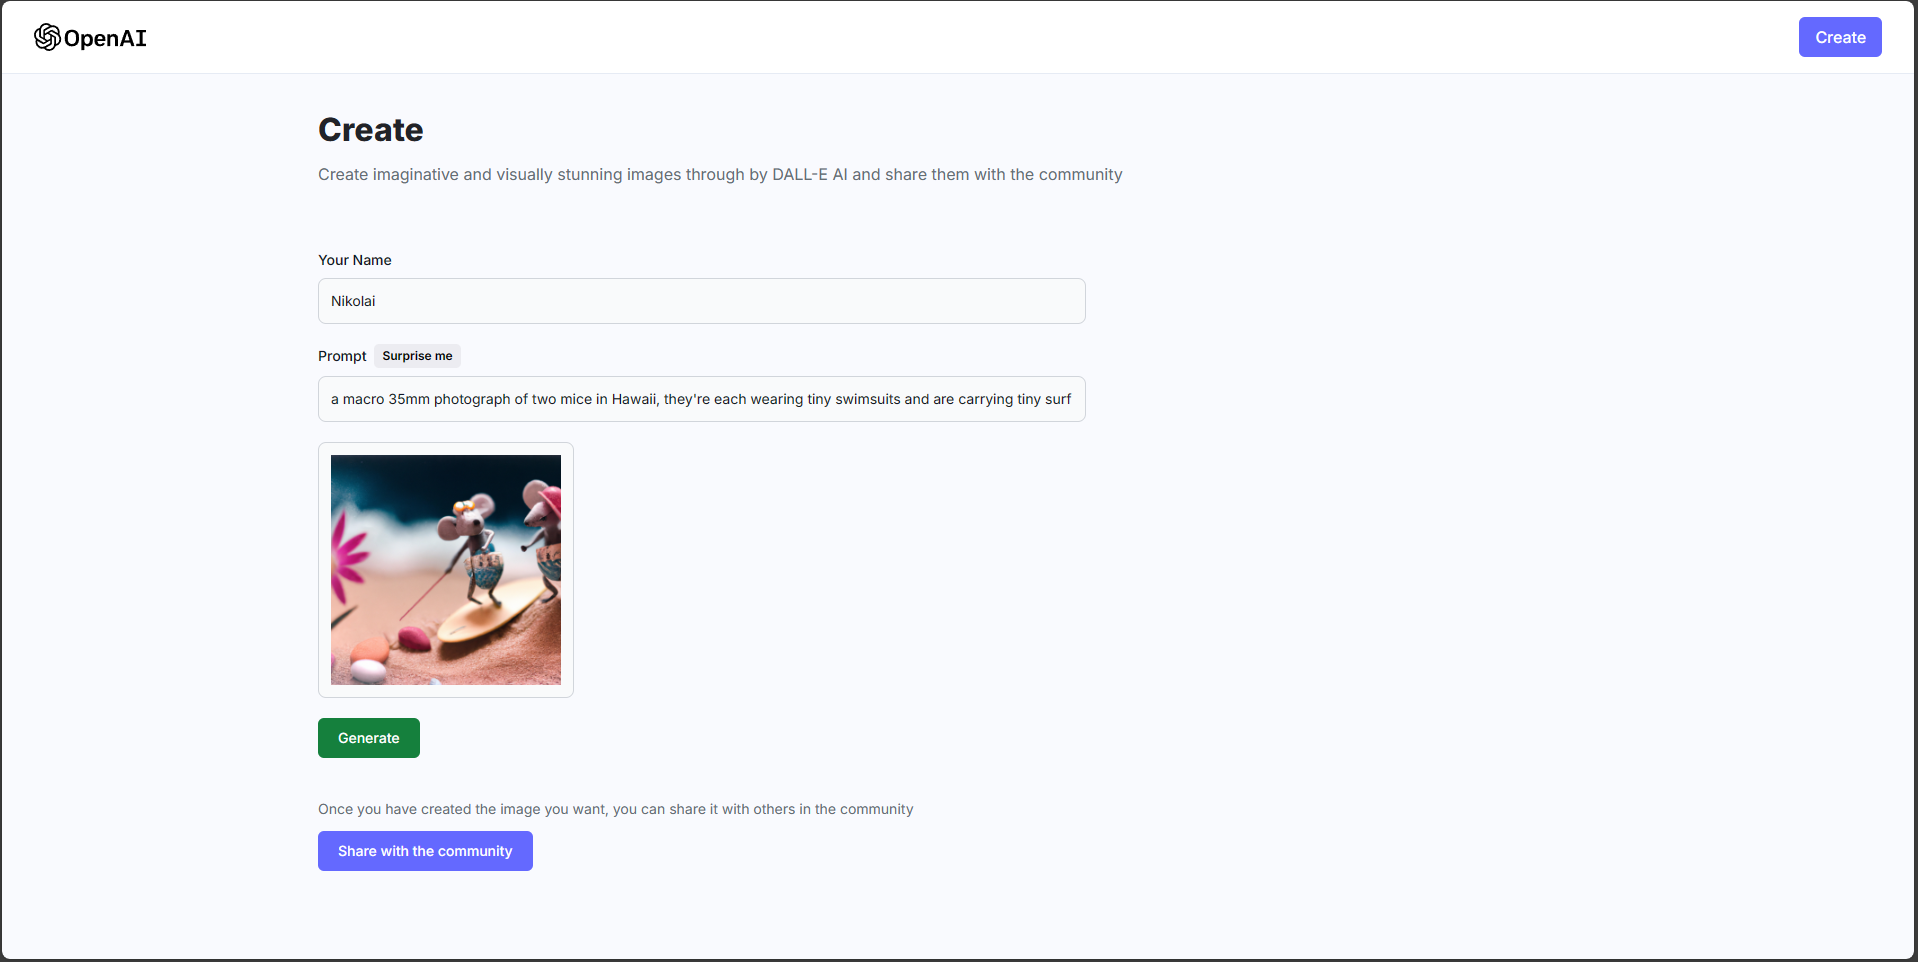 OpenAI
Create
Create
Create imaginative and visually stunning images through by DALL-E AI and share them with the community
Your Name
Nikolai
Prompt
Surprise me
a macro 35mm photograph of two mice in Hawaii, they're each wearing tiny swimsuits and are carrying tiny surf
Generate
Once you have created the image you want, you can share it with others in the community
Share with the community